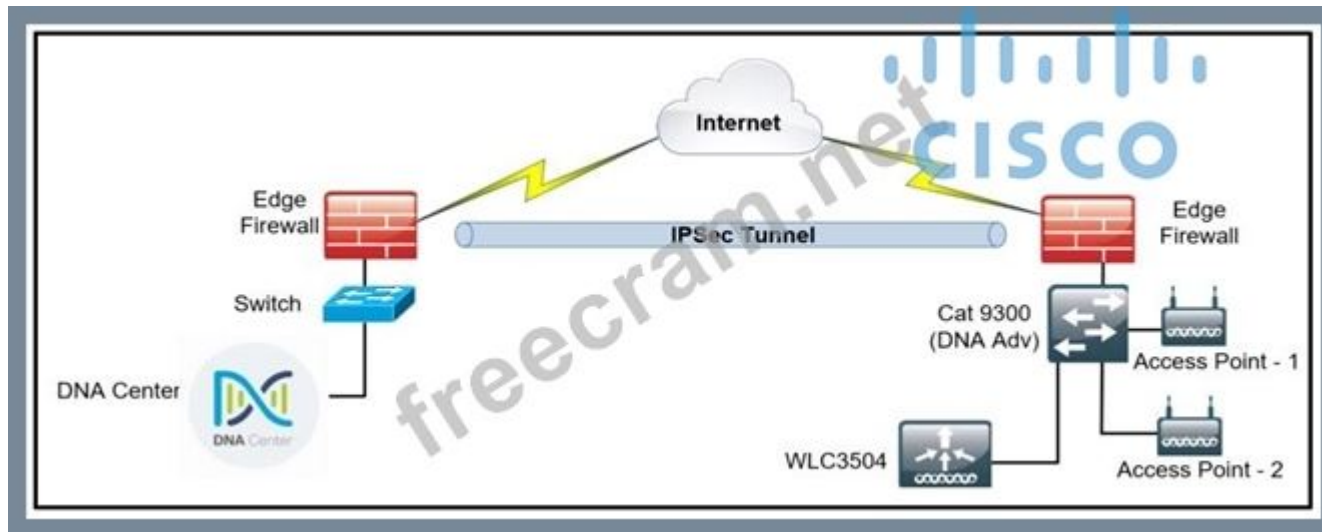 CISCO
Internet
Edge
Firewall
IPSec Tunnel
Edge
Firewall
Switch
Cat 9300
(DNA Adv)
Access Point - 1
DNA Center
DNA Center
WLC3504
Access Point - 2
freecram.net